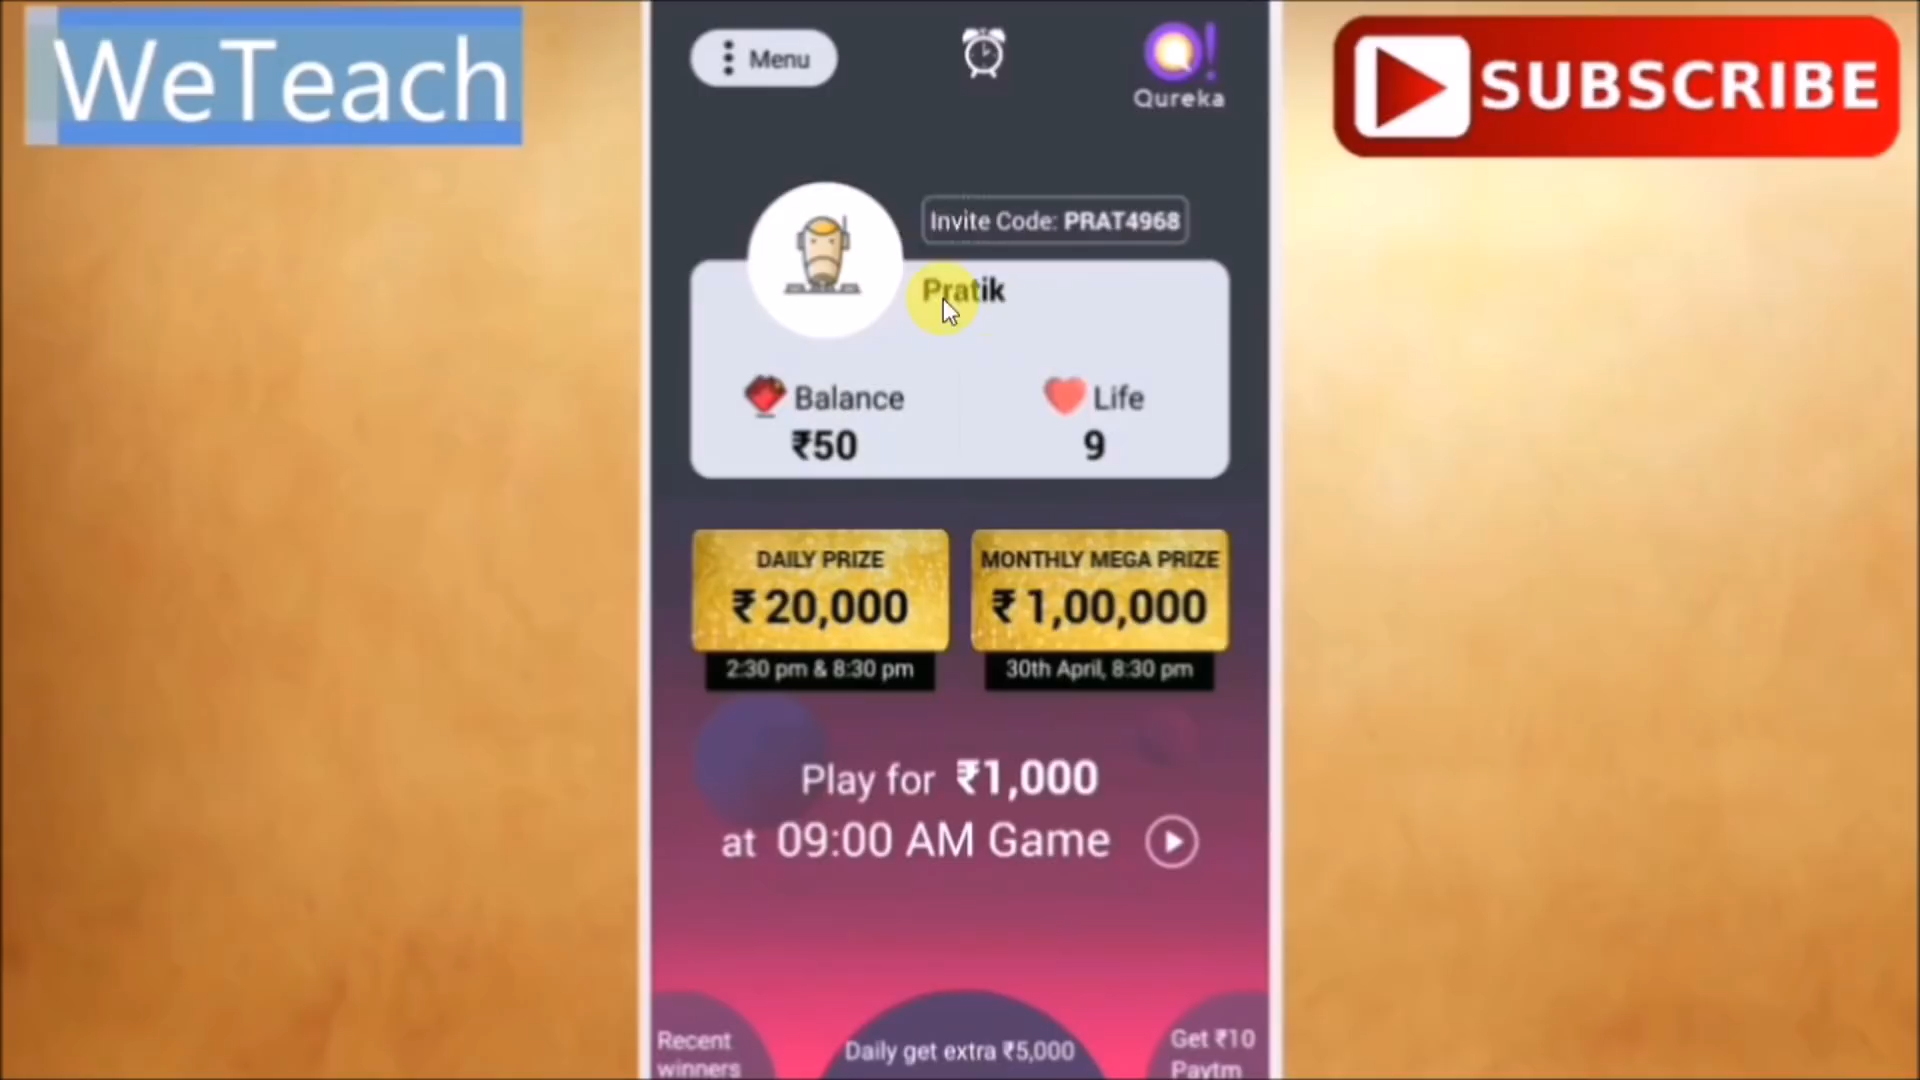 WeTeach
SUBSCRIBE
Menu
Q!
Qureka
Invite Code: PRAT4968
Pratik
Balance
₹50
Life
9
DAILY PRIZE
₹ 20,000
2:30 pm & 8:30 pm
MONTHLY MEGA PRIZE
₹ 1,00,000
30th April, 8:30 pm
Play for ₹1,000
at 09:00 AM Game
Recent
winners
Daily get extra ₹5,000
Get ₹10
Paytm